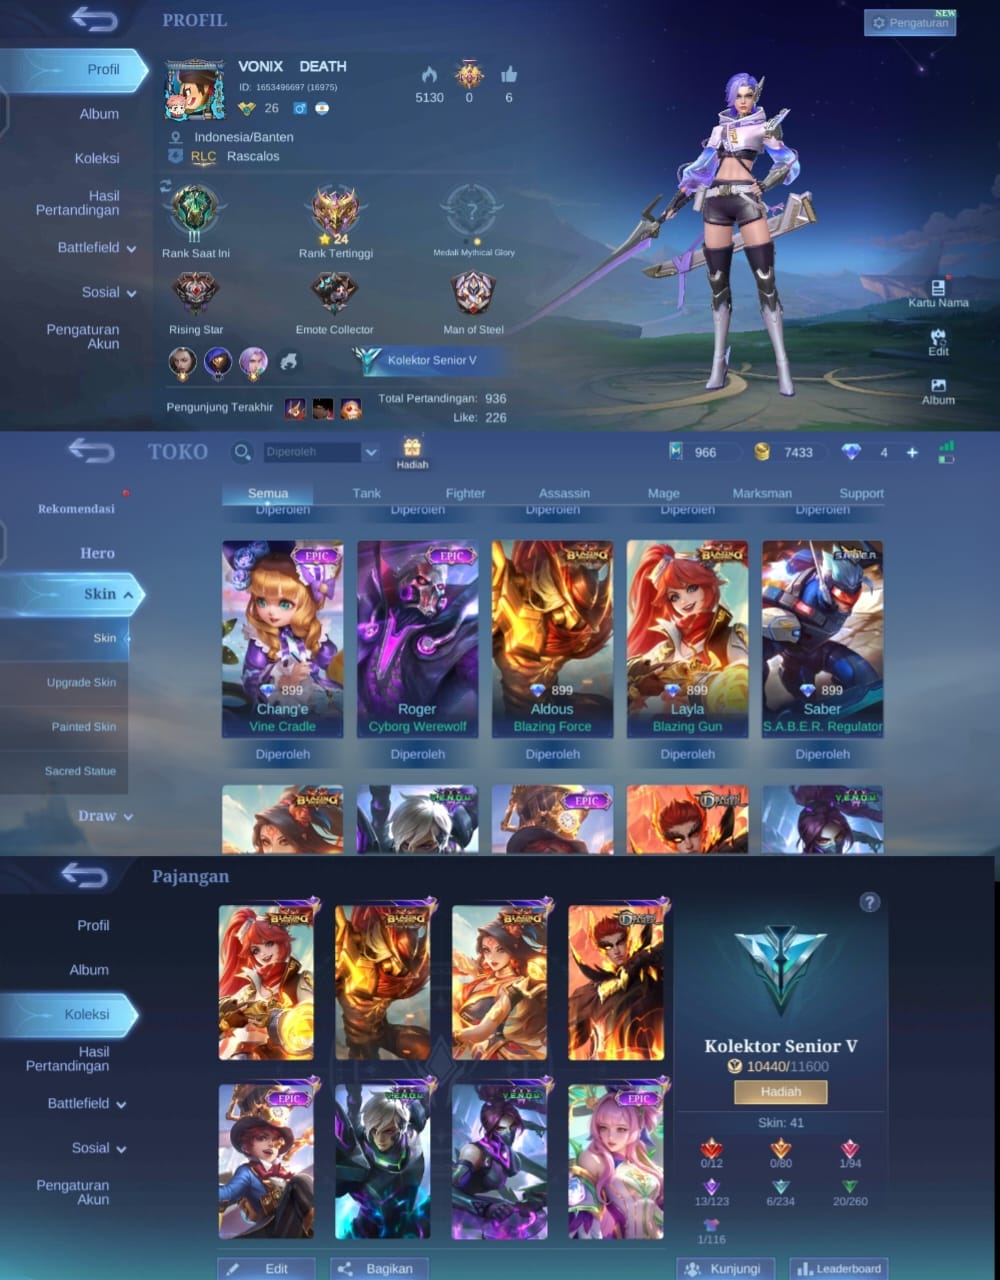 PROFIL
NEW
Pengaturan
Profil
Album
Koleksi
Hasil
Pertandingan
Battlefield
Sosial
Pengaturan
Akun
VONIX DEATH
ID: 1653496697 (16975)
26
5130
0
6
Indonesia/Banten
RLC Rascalos
III
24
?
Rank Saat Ini
Rank Tertinggi
Medali Mythical Glory
Rising Star
Emote Collector
Man of Steel
Kolektor Senior V
Pengunjung Terakhir
Total Pertandingan: 936
Like: 226
Kartu Nama
Edit
Album
TOKO
Diperoleh
Hadiah
966
7433
4
+
Rekomendasi
Hero
Skin
Skin
Upgrade Skin
Painted Skin
Sacred Statue
Draw
Semua
Tank
Fighter
Assassin
Mage
Marksman
Support
Diperoleh
Diperoleh
Diperoleh
Diperoleh
Diperoleh
EPIC
EPIC
BLAZING
BLAZING
S.A.B.E.R.
899
899
899
899
Chang'e
Roger
Aldous
Layla
Saber
Vine Cradle
Cyborg Werewolf
Blazing Force
Blazing Gun
S.A.B.E.R. Regulator
Diperoleh
Diperoleh
Diperoleh
Diperoleh
Diperoleh
BLAZING
V.E.N.O.M.
EPIC
V.E.N.O.M.
Pajangan
Profil
Album
Koleksi
Hasil
Pertandingan
Battlefield
Sosial
Pengaturan
Akun
BLAZING
BLAZING
BLAZING
EPIC
V.E.N.O.M.
V.E.N.O.M.
EPIC
?
Kolektor Senior V
10440/11600
Hadiah
Skin: 41
0/12
0/80
1/94
13/123
6/234
20/260
1/116
Edit
Bagikan
Kunjungi
Leaderboard